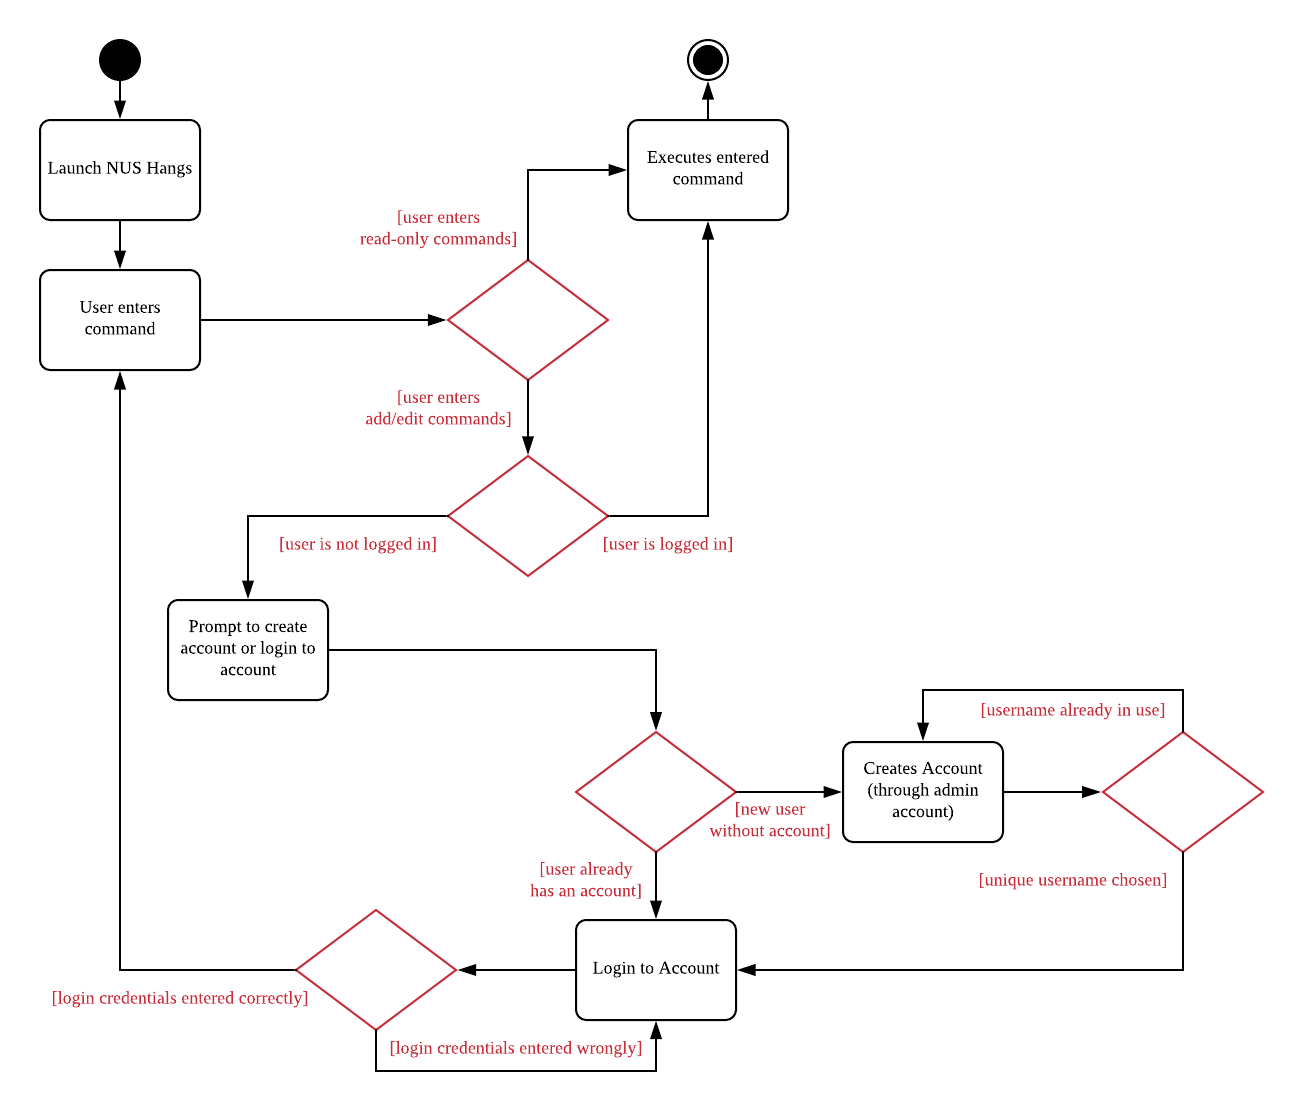 Launch NUS Hangs
Executes entered
command
[user enters
read-only commands]
User enters
command
[user enters
add/edit commands]
[user is not logged in]
[user is logged in]
Prompt to create
account or login to
account
[username already in use]
Creates Account
(through admin
account)
[new user
without account]
[user already
has an account]
[unique username chosen]
Login to Account
[login credentials entered correctly]
[login credentials entered wrongly]